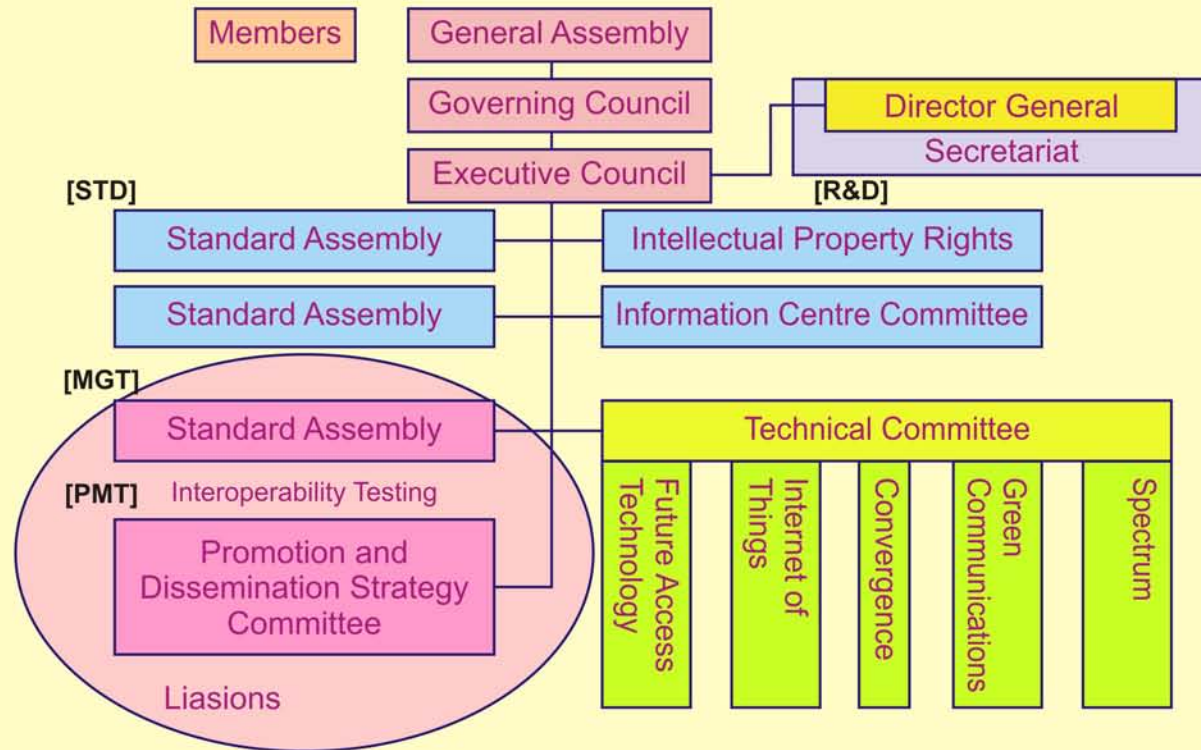 Members
General Assembly
Governing Council
Director General
Secretariat
Executive Council
[STD]
[R&D]
Standard Assembly
Intellectual Property Rights
Standard Assembly
Information Centre Committee
[MGT]
Standard Assembly
Technical Committee
[PMT]
Interoperability Testing
Promotion and
Dissemination Strategy
Committee
Liasions
Future Access
Technology
Internet of
Things
Convergence
Green
Communications
Spectrum